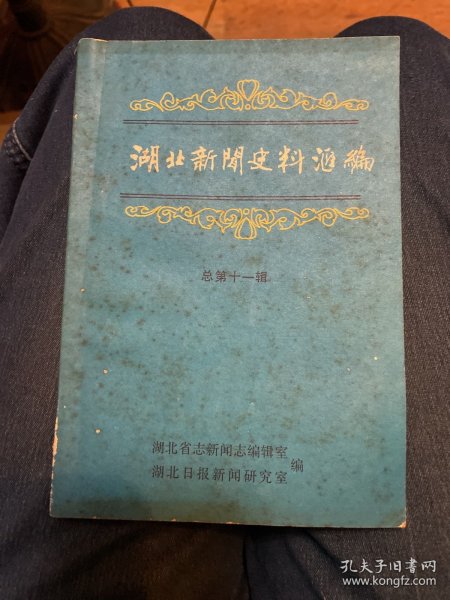 湖北新聞史料滙编
总第十一辑
湖北省志新闻志编辑室
湖北日报新闻研究室
编
孔夫子旧书网
www.kongfz.com